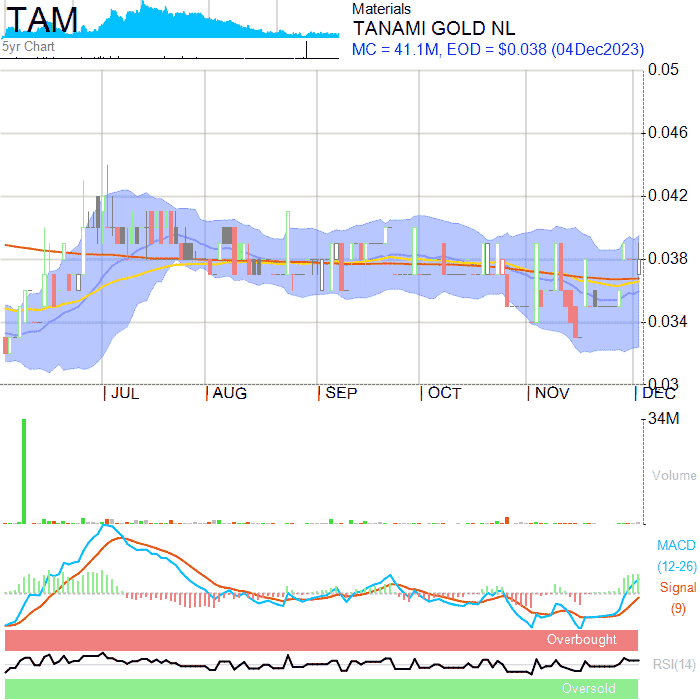 TAM
5yr Chart
Materials
TANAMI GOLD NL
MC = 41.1M, EOD = $0.038 (04Dec2023)
0.05
0.046
0.042
0.038
0.034
0.03
JUL AUG SEP OCT NOV DEC
34M
Volume
MACD
(12-26)
Signal
(9)
Overbought
RSI(14)
Oversold